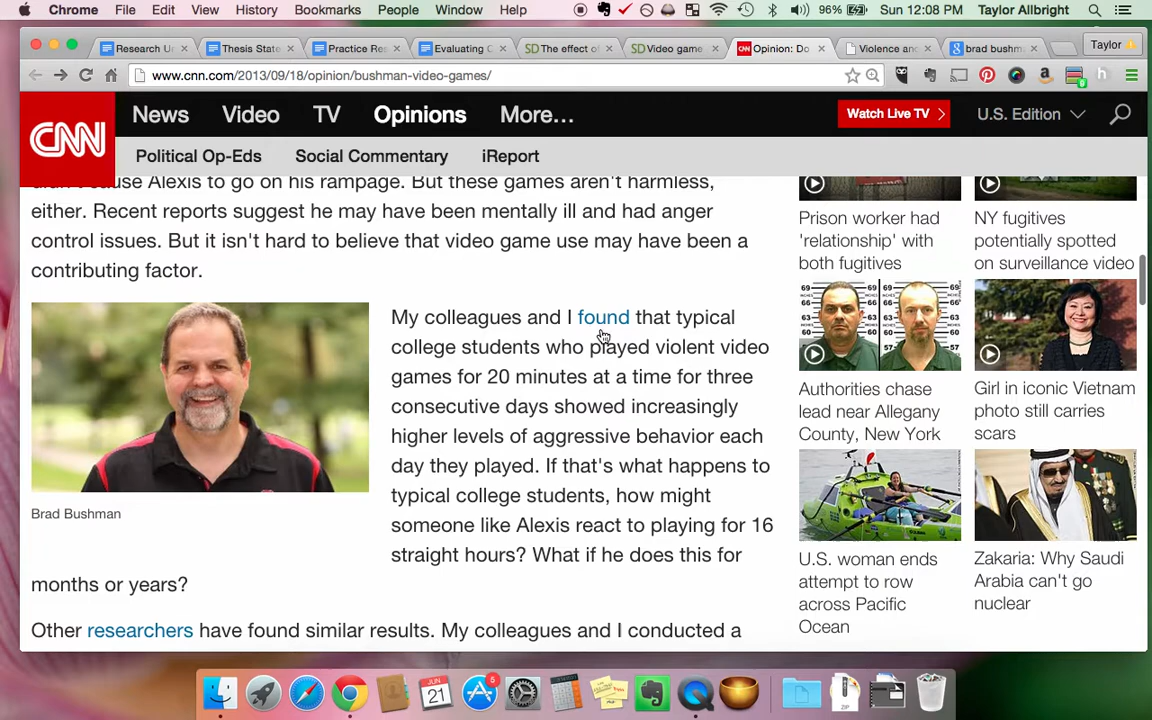 Chrome File Edit View History Bookmarks People Window Help
96% Sun 12:08 PM Taylor Allbright
5
Research U
Thesis State
Practice Re
Evaluating C
SD The effect o
SD Video game
CNN Opinion: Do
Violence an
g brad bushm
Taylor
www.cnn.com/2013/09/18/opinion/bushman-video-games/
CNN
News Video TV Opinions More...
Watch Live TV
U.S. Edition
Political Op-Eds Social Commentary iReport
didn't cause Alexis to go on his rampage. But these games aren't harmless,
either. Recent reports suggest he may have been mentally ill and had anger
control issues. But it isn't hard to believe that video game use may have been a
contributing factor.
Brad Bushman
My colleagues and I found that typical
college students who played violent video
games for 20 minutes at a time for three
consecutive days showed increasingly
higher levels of aggressive behavior each
day they played. If that's what happens to
typical college students, how might
someone like Alexis react to playing for 16
straight hours? What if he does this for
months or years?
Other researchers have found similar results. My colleagues and I conducted a
Prison worker had
'relationship' with
both fugitives
NY fugitives
potentially spotted
on surveillance video
Authorities chase
lead near Allegany
County, New York
Girl in iconic Vietnam
photo still carries
scars
U.S. woman ends
attempt to row
across Pacific
Ocean
Zakaria: Why Saudi
Arabia can't go
nuclear
JUN
21
ZIP